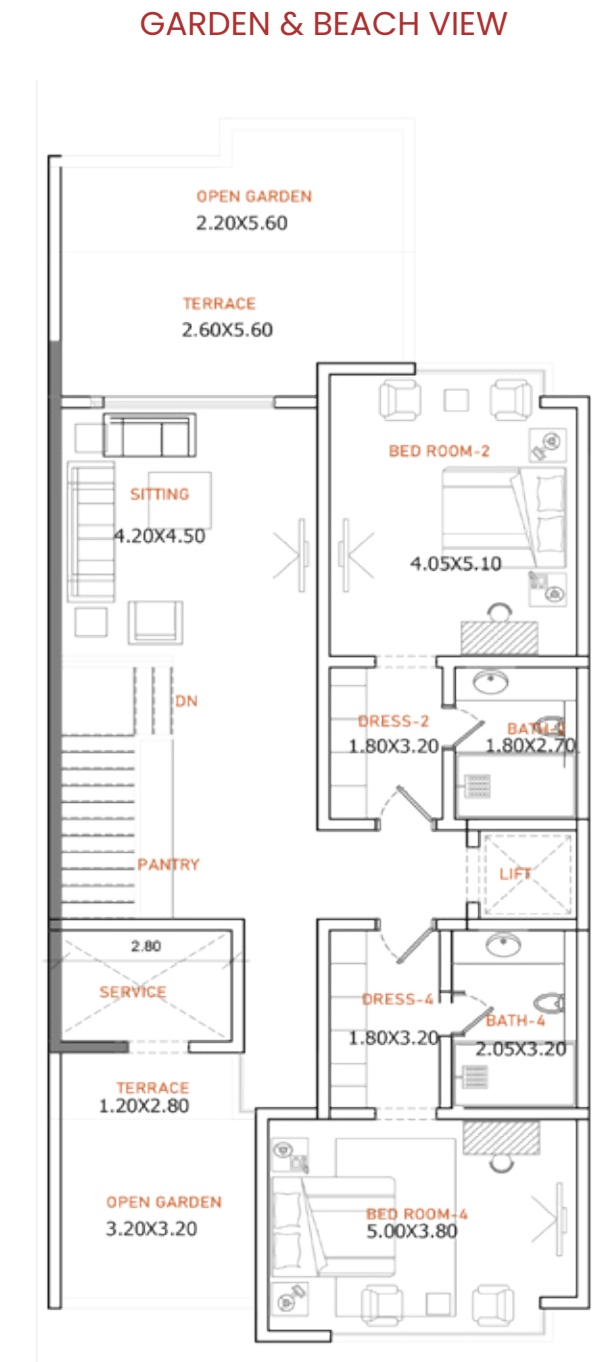 GARDEN & BEACH VIEW
OPEN GARDEN
2.20X5.60
TERRACE
2.60X5.60
BED ROOM-2
SITTING
4.20X4.50
4.05X5.10
DN
DRESS-2
1.80X3.20
BATH-2
1.80X2.70
PANTRY
LIFT
2.80
SERVICE
DRESS-4
1.80X3.20
BATH-4
2.05X3.20
TERRACE
1.20X2.80
OPEN GARDEN
3.20X3.20
BED ROOM-4
5.00X3.80